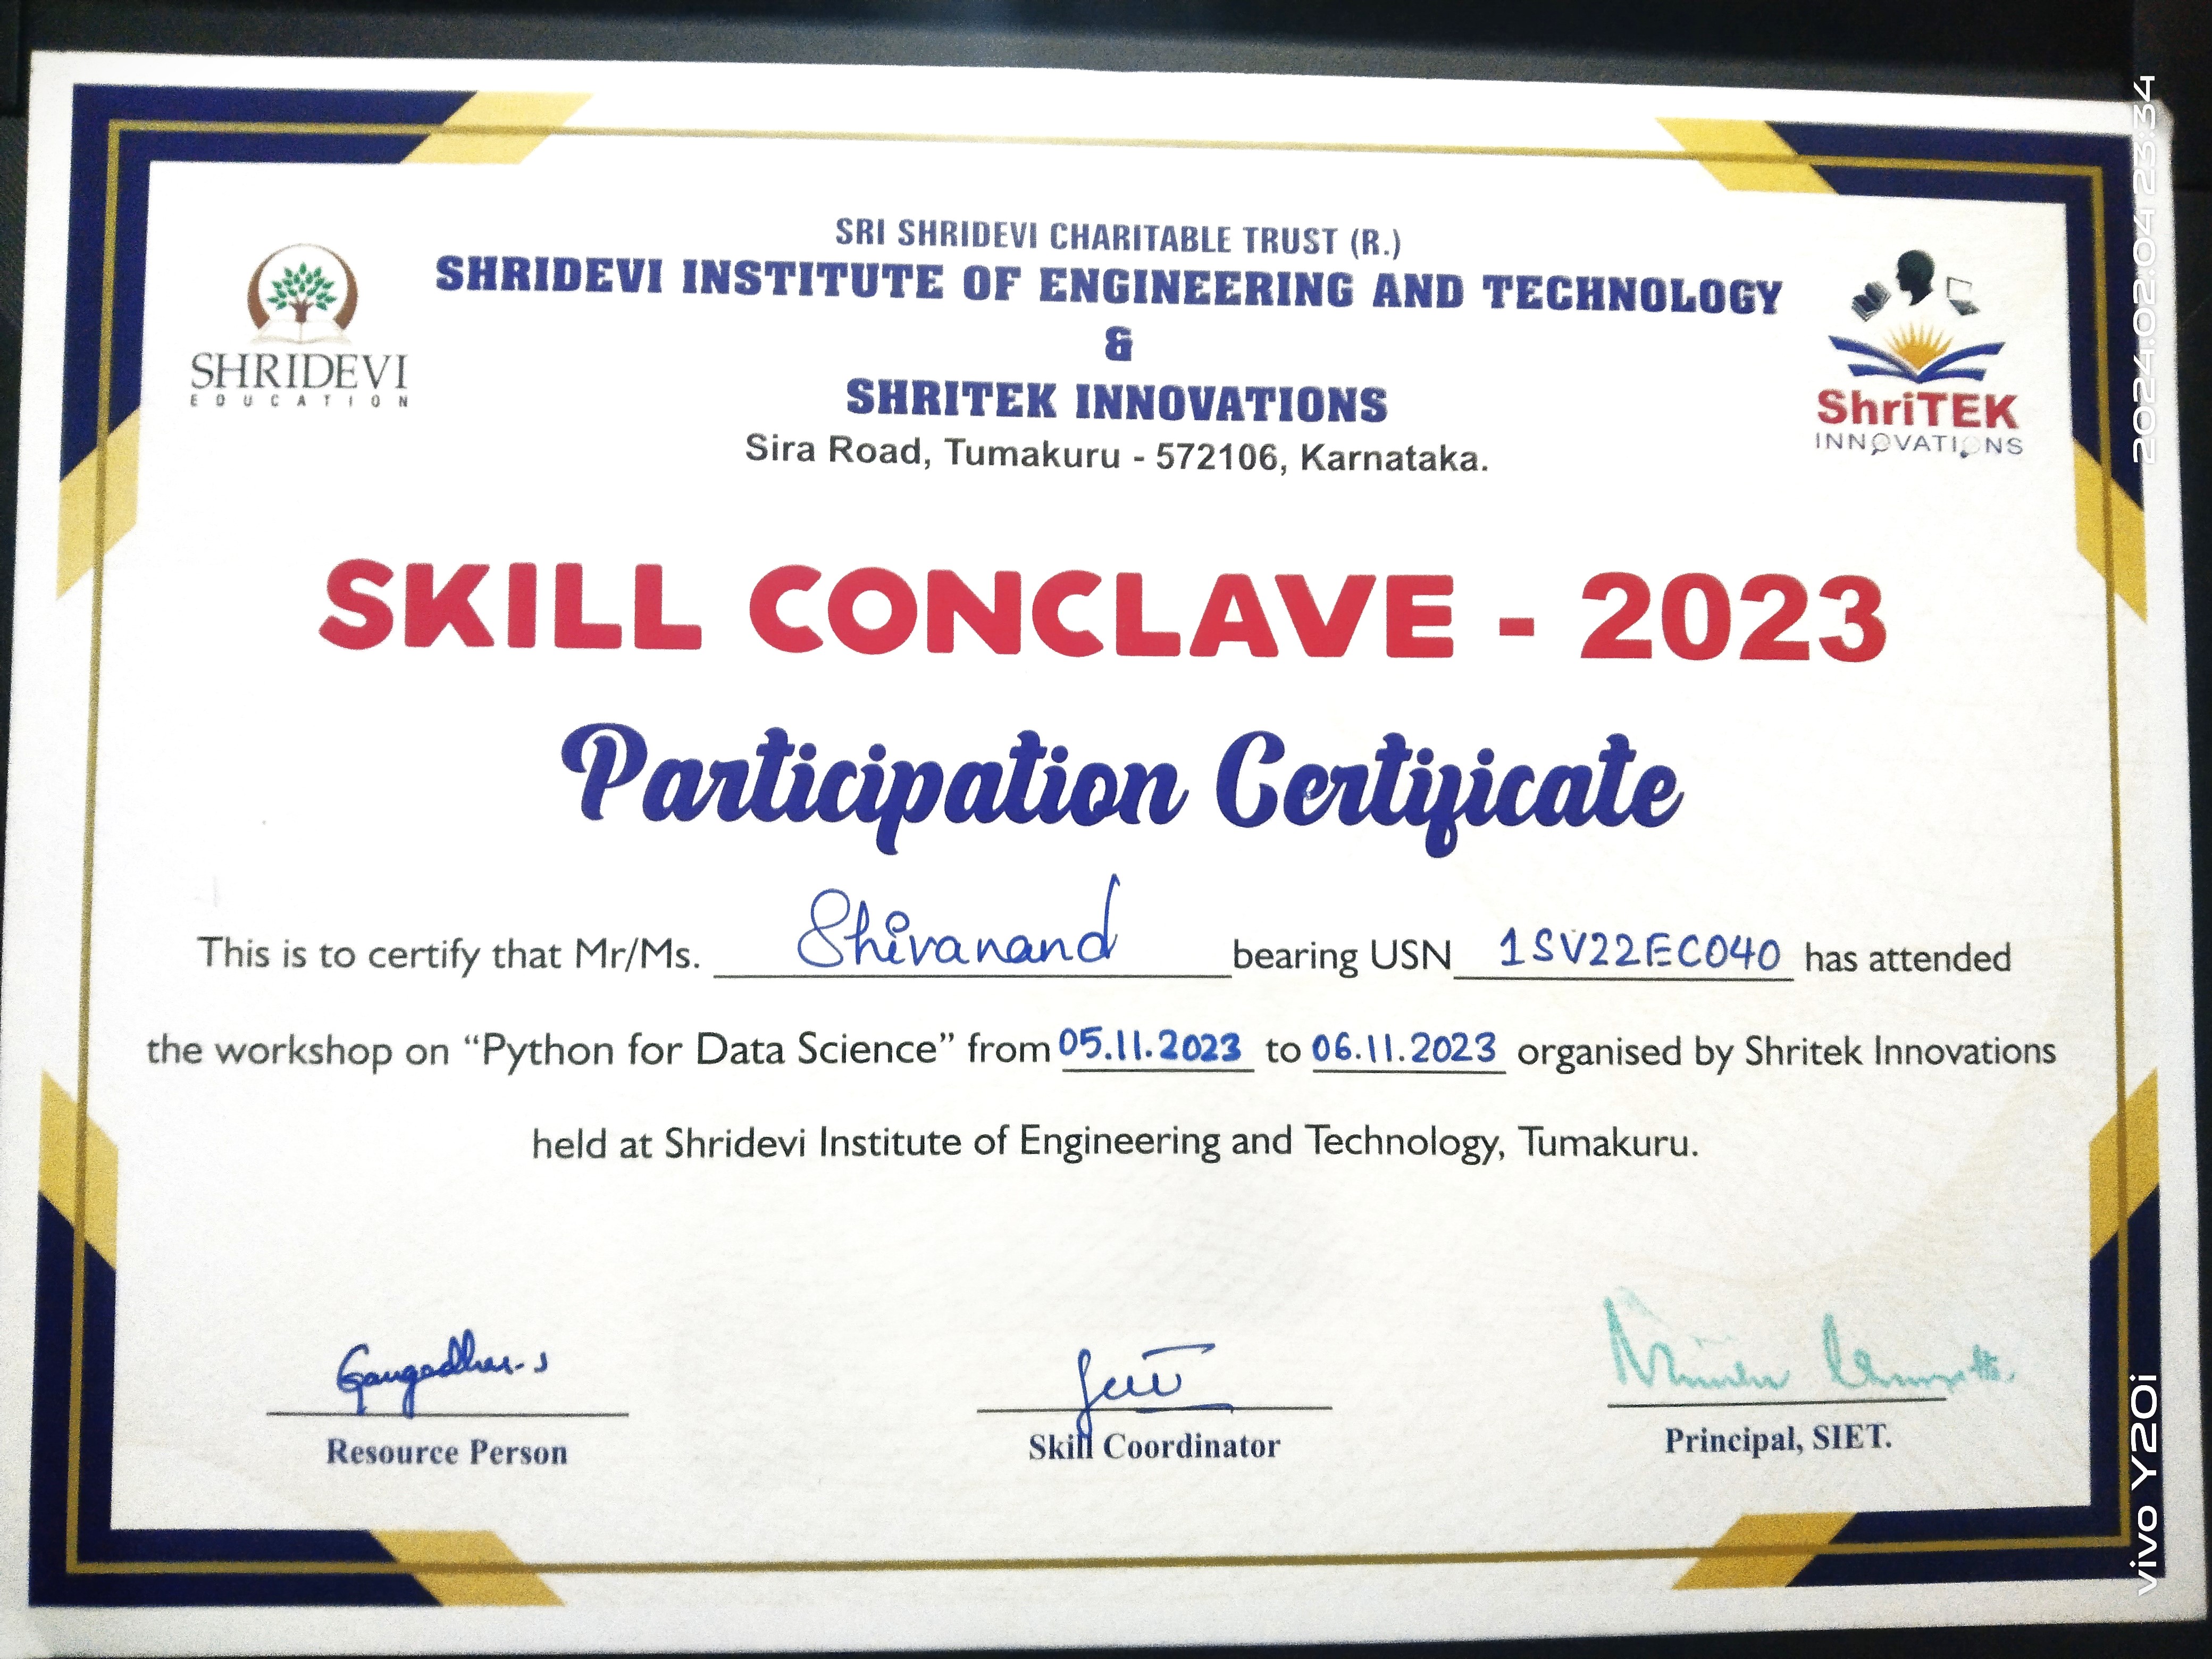 SRI SHRIDEVI CHARITABLE TRUST (R.)
SHRIDEVI INSTITUTE OF ENGINEERING AND TECHNOLOGY
&
SHRITEK INNOVATIONS
Sira Road, Tumakuru - 572106, Karnataka.
SHRIDEVI
EDUCATION
ShriTEK
INNOVATIONS
SKILL CONCLAVE - 2023
Participation Certificate
This is to certify that Mr/Ms. Shivanand bearing USN 1SV22EC040 has attended
the workshop on “Python for Data Science” from 05.11.2023 to 06.11.2023 organised by Shritek Innovations
held at Shridevi Institute of Engineering and Technology, Tumakuru.
Gangadhar. S
Resource Person
Skill Coordinator
Principal, SIET.
2024.02.04 23:34
vivo Y20i